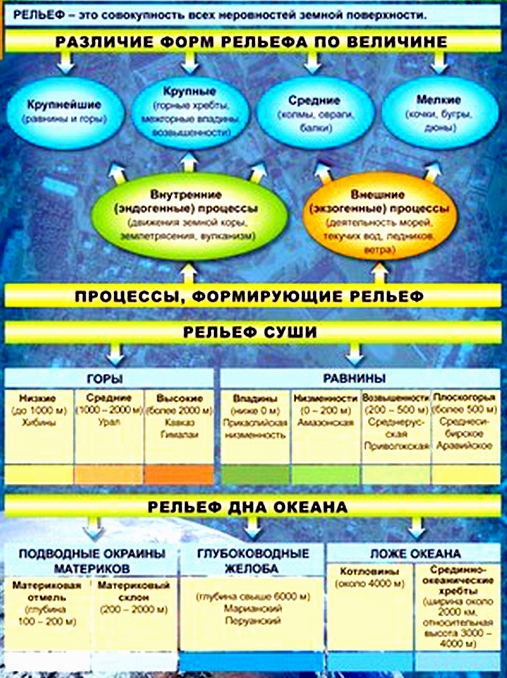 РЕЛЬЕФ – это совокупность всех неровностей земной поверхности.
РАЗЛИЧИЕ ФОРМ РЕЛЬЕФА ПО ВЕЛИЧИНЕ
Крупнейшие
(равнины и горы)
Крупные
(горные хребты,
межгорные впадины,
возвышенности)
Средние
(холмы, овраги,
балки)
Мелкие
(кочки, бугры,
дюны)
Внутренние
(эндогенные) процессы
(движения земной коры,
землетрясения, вулканизм)
Внешние
(экзогенные) процессы
(деятельность морей,
текучих вод, ледников,
ветра)
ПРОЦЕССЫ, ФОРМИРУЮЩИЕ РЕЛЬЕФ
РЕЛЬЕФ СУШИ
ГОРЫ
Низкие
(до 1000 м)
Хибины
Средние
(1000 – 2000 м)
Урал
Высокие
(более 2000 м)
Кавказ
Гималаи
РАВНИНЫ
Впадины
(ниже 0 м)
Прикаспийская
низменность
Низменности
(0 – 200 м)
Амазонская
Возвышенности
(200 – 500 м)
Среднерус-
ская
Приволжская
Плоскогорья
(более 500 м)
Среднеси-
бирское
Аравийское
РЕЛЬЕФ ДНА ОКЕАНА
ПОДВОДНЫЕ ОКРАИНЫ
МАТЕРИКОВ
Материковая
отмель
(глубина
100 – 200 м)
Материковый
склон
(200 – 2000 м)
ГЛУБОКОВОДНЫЕ
ЖЕЛОБА
(глубина свыше 6000 м)
Марианский
Перуанский
ЛОЖЕ ОКЕАНА
Котловины
(около 4000 м)
Срединно-
океанические
хребты
(ширина около
2000 км,
относительная
высота 3000 –
4000 м)